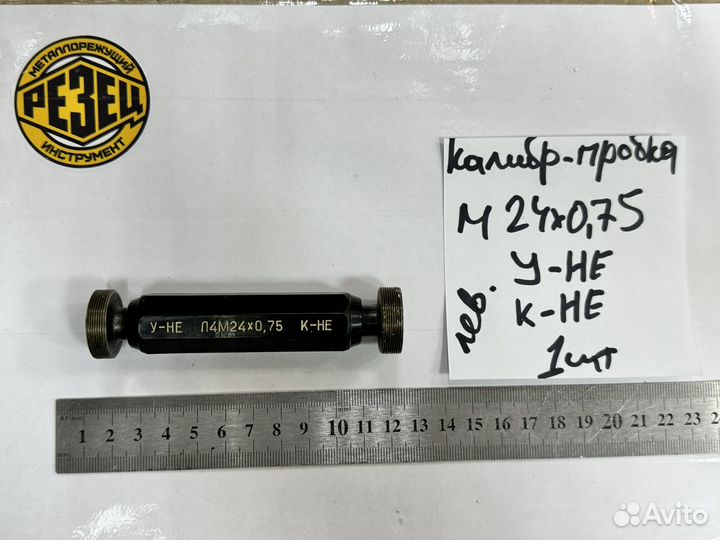 МЕТАЛЛОРЕЖУЩИЙ
РЕЗЕЦ
ИНСТРУМЕНТ
Калибр-пробка
М 24х0,75
У-НЕ
лев. К-НЕ
1шт
У-НЕ Л4М24х0,75 К-НЕ
1 2 3 4 5 6 7 8 9 10 11 12 13 14 15 16 17 18 19 20 21 22 23 24
Avito